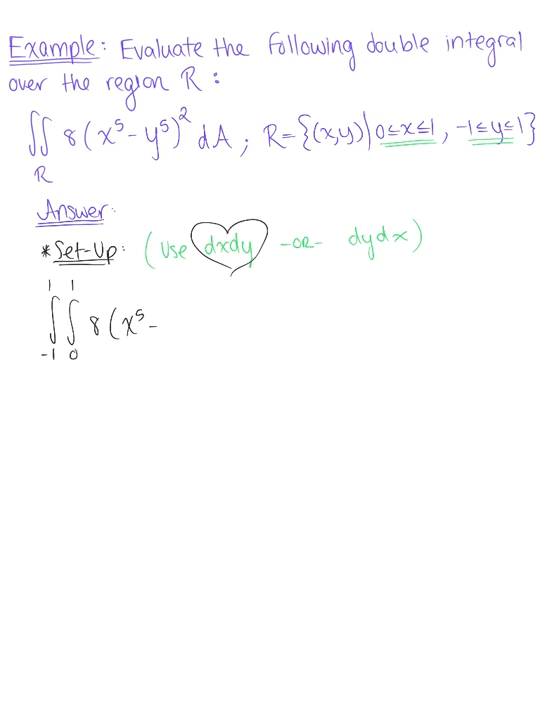 Example: Evaluate the following double integral
over the region R:
∬_R 8(x⁵ - y⁵)² dA ; R={(x,y)|0≤x≤1, -1≤y≤1}
Answer:
*Set-Up: (Use dxdy -OR- dydx)
∫_{-1}^{1} ∫_{0}^{1} 8(x⁵ -